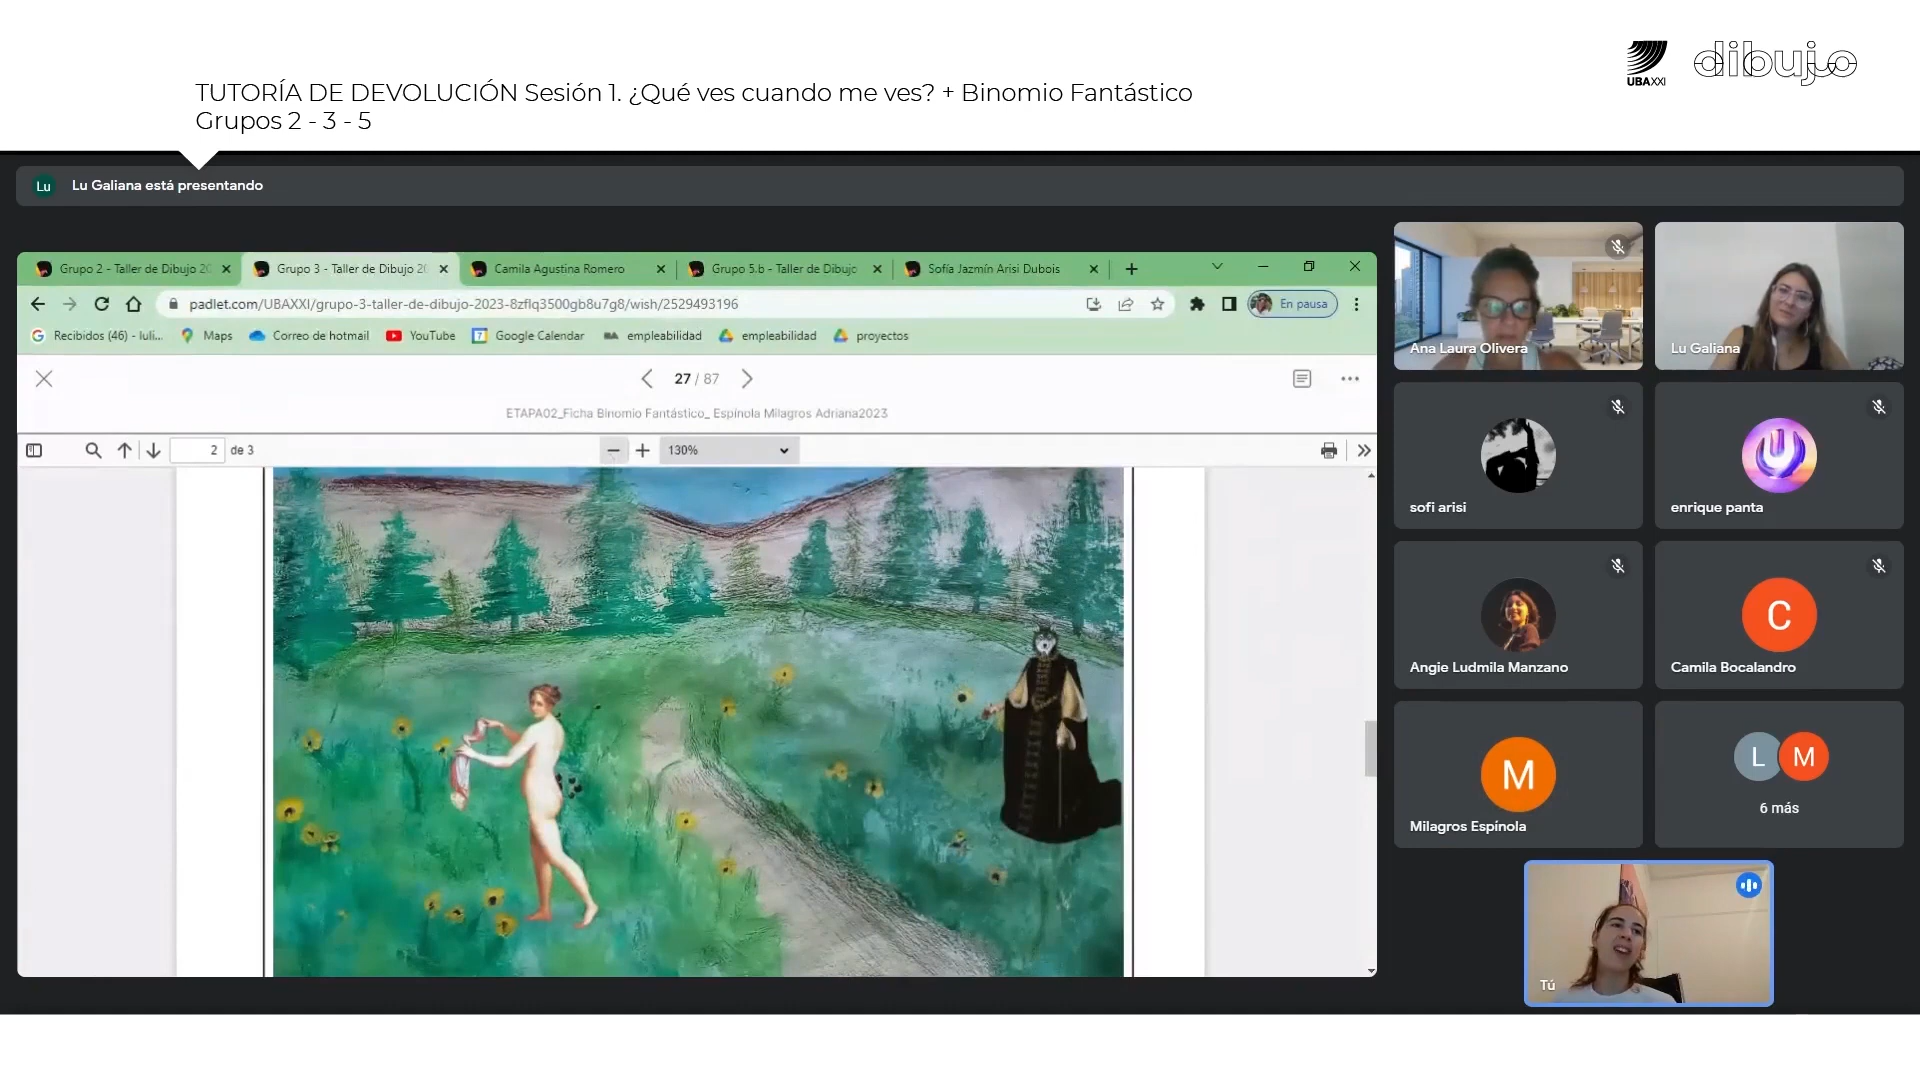 UBAXXI
dibujo
TUTORÍA DE DEVOLUCIÓN Sesión 1. ¿Qué ves cuando me ves? + Binomio Fantástico
Grupos 2 - 3 - 5
Lu
Lu Galiana está presentando
Grupo 2 - Taller de Dibujo 20
Grupo 3 - Taller de Dibujo 20
Camila Agustina Romero
Grupo 5.b - Taller de Dibujo
Sofía Jazmín Arisi Dubois
padlet.com/UBAXXI/grupo-3-taller-de-dibujo-2023-8zflq3500gb8u7g8/wish/2529493196
En pausa
Recibidos (46) - luli...
Maps
Correo de hotmail
YouTube
7
Google Calendar
empleabilidad
empleabilidad
proyectos
27 / 87
ETAPA02_Ficha Binomio Fantástico_ Espínola Milagros Adriana2023
2
de 3
130%
Ana Laura Olivera
Lu Galiana
sofi arisi
enrique panta
Angie Ludmila Manzano
C
Camila Bocalandro
M
Milagros Espínola
L
M
6 más
Tú